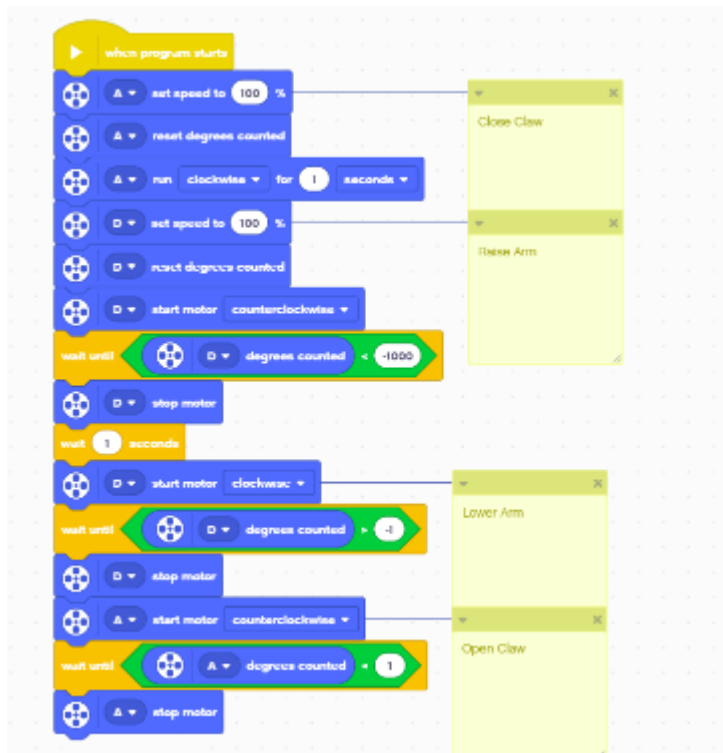 when program starts
A set speed to 100 %
Close Claw
A reset degrees counted
A run clockwise for 1 seconds
D set speed to 100 %
Raise Arm
D reset degrees counted
D start motor counterclockwise
wait until D degrees counted < -1000
D stop motor
wait 1 seconds
D start motor clockwise
Lower Arm
wait until D degrees counted > -1
D stop motor
A start motor counterclockwise
Open Claw
wait until A degrees counted < 1
A stop motor